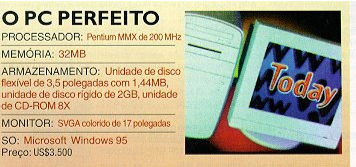 O PC PERFEITO
PROCESSADOR: Pentium MMX de 200 MHz
MEMÓRIA: 32MB
ARMAZENAMENTO: Unidade de disco
flexível de 3,5 polegadas com 1,44MB,
unidade de disco rígido de 2GB, unidade
de CD-ROM 8X
MONITOR: SVGA colorido de 17 polegadas
SO: Microsoft Windows 95
Preço: US$3.500
Today